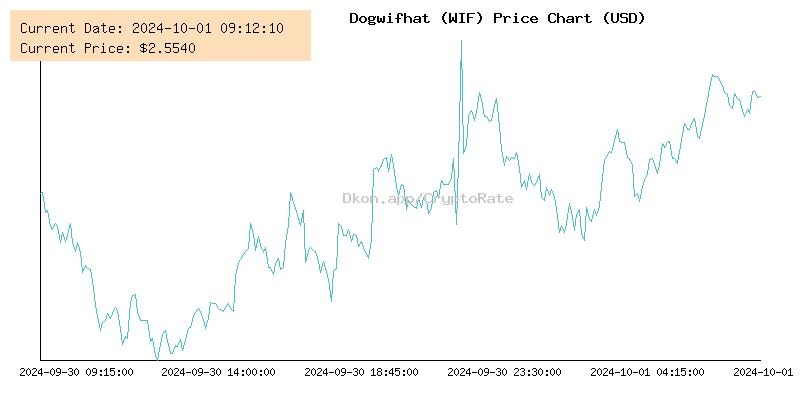 Dogwifhat (WIF) Price Chart (USD)
Current Date: 2024-10-01 09:12:10
Current Price: $2.5540
Dkon.app/CryptoRate
2024-09-30 09:15:00 2024-09-30 14:00:00 2024-09-30 18:45:00 2024-09-30 23:30:00 2024-10-01 04:15:00 2024-10-01